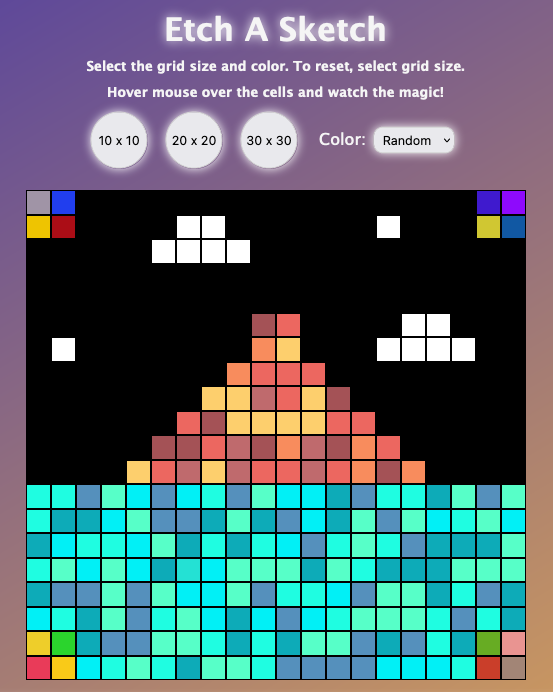 Etch A Sketch
Select the grid size and color. To reset, select grid size.
Hover mouse over the cells and watch the magic!
10 x 10 20 x 20 30 x 30 Color: Random